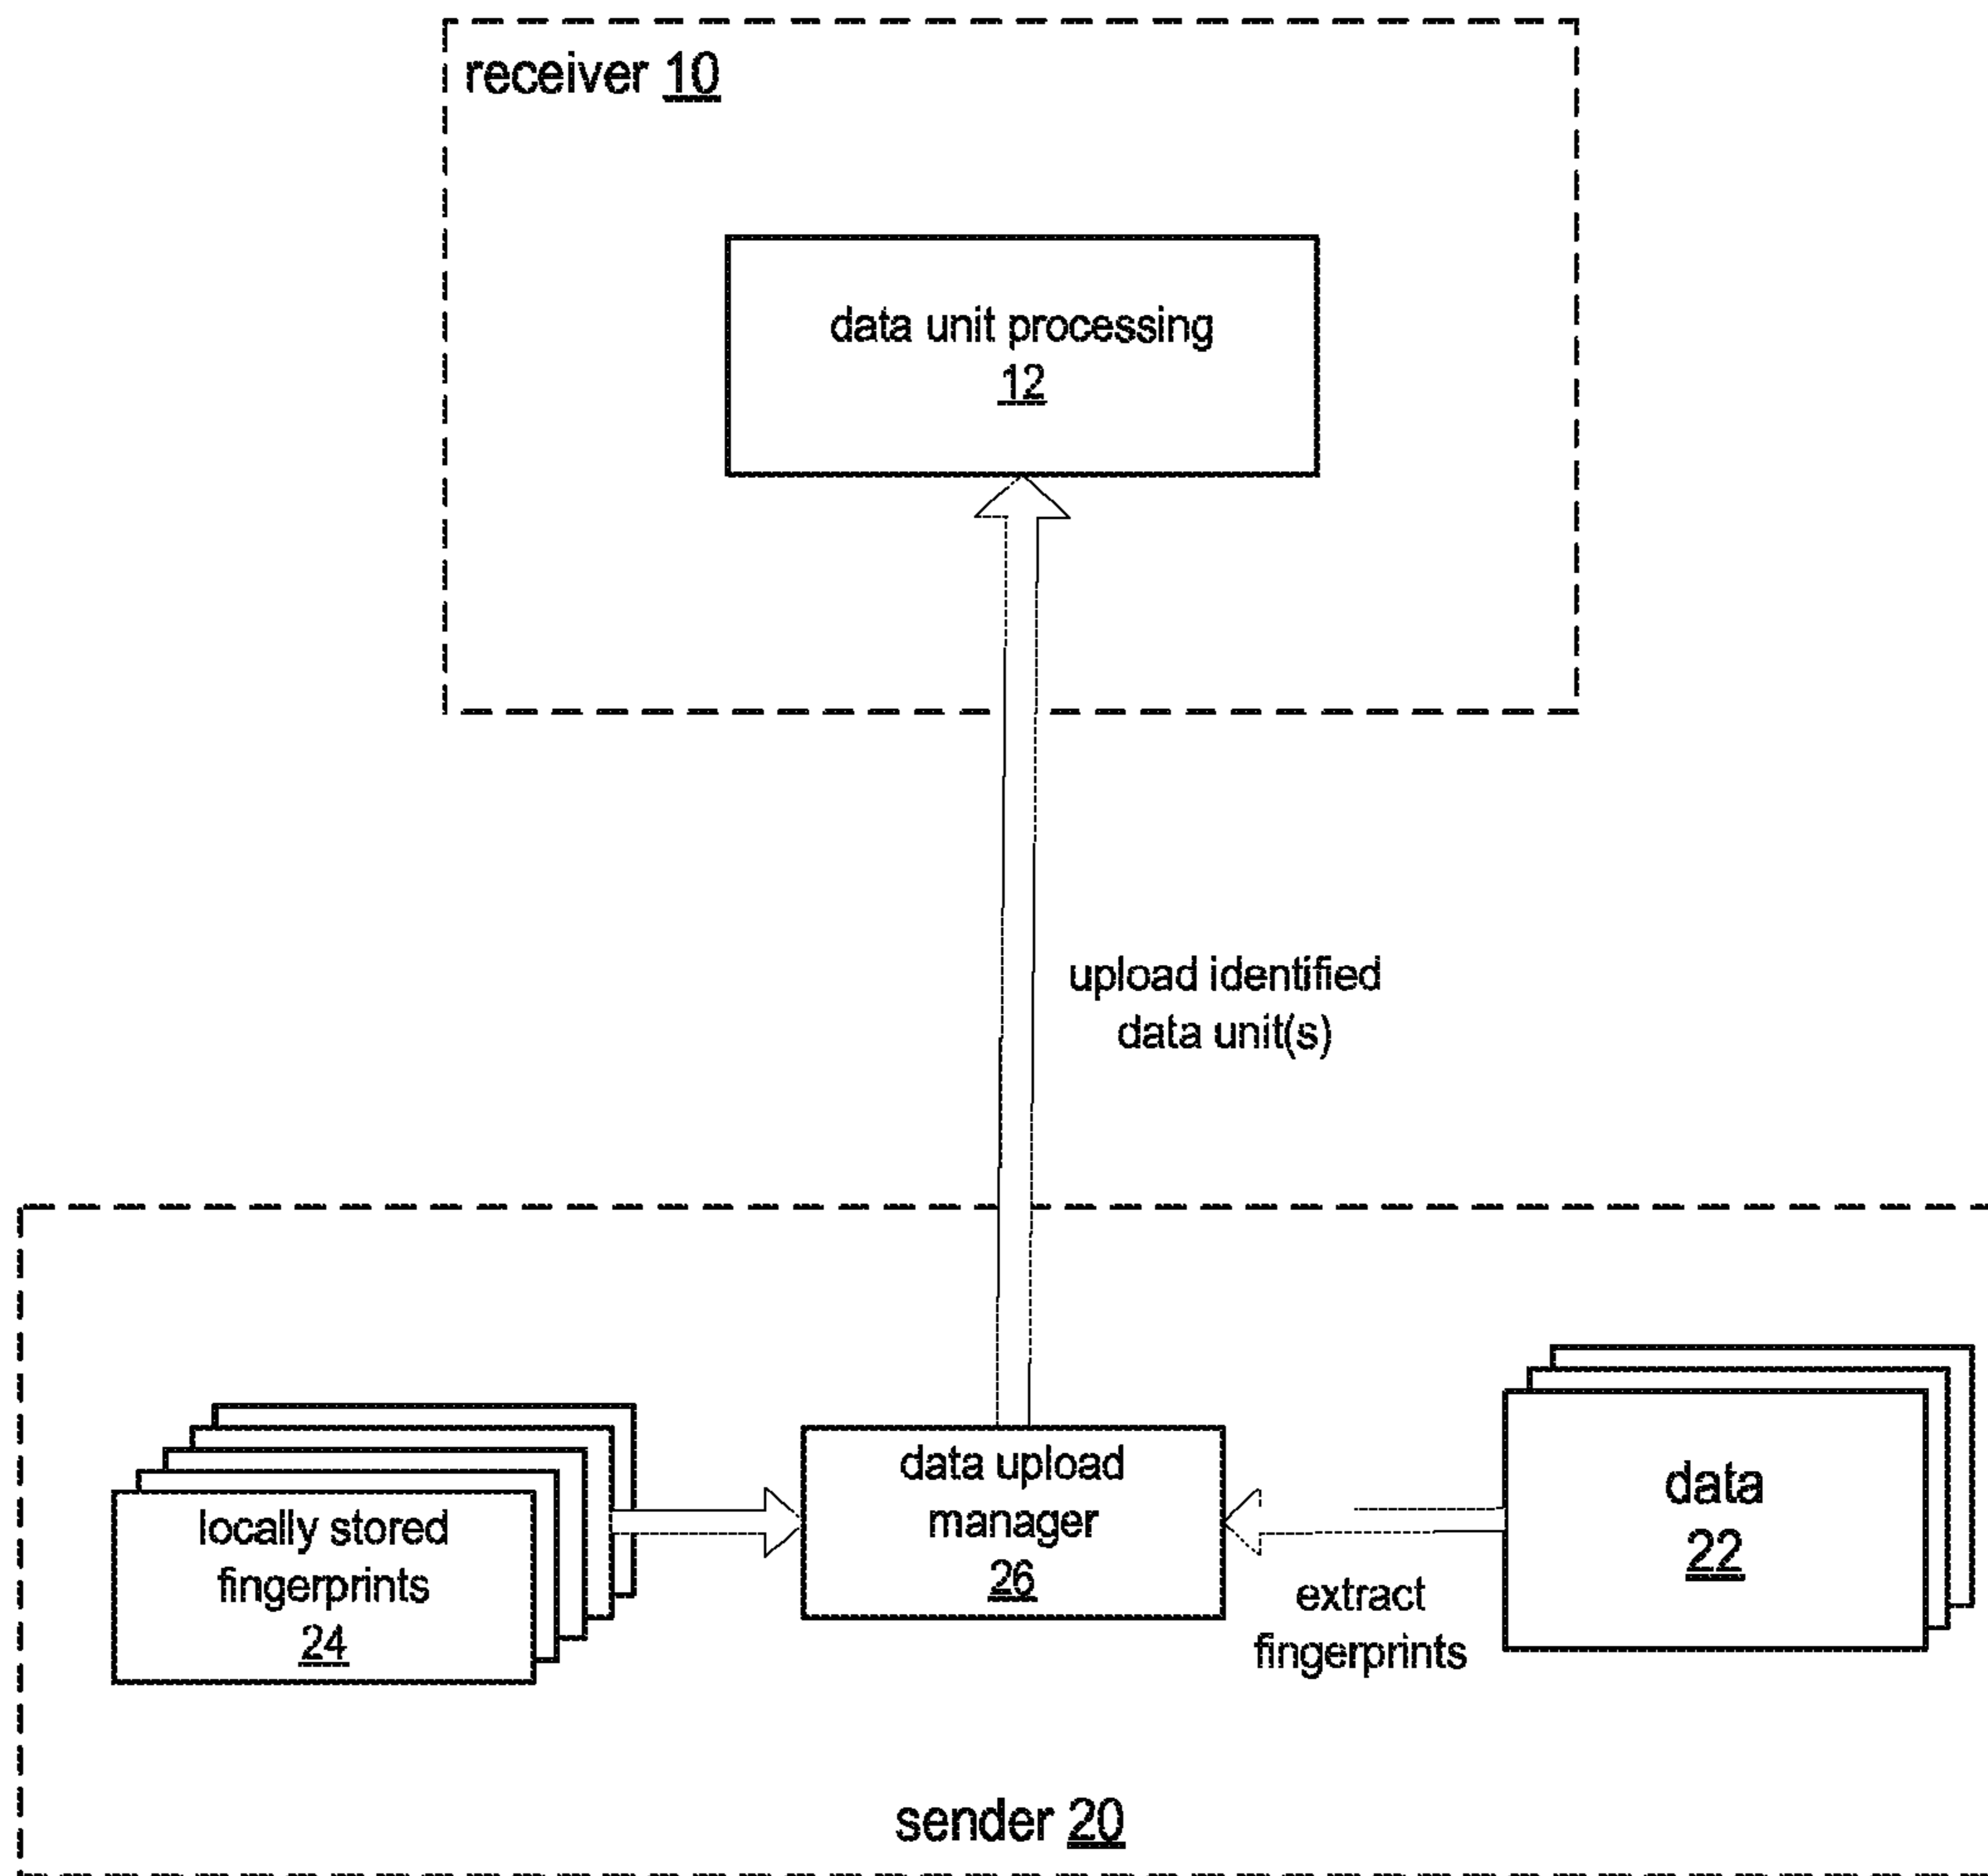 receiver 10
data unit processing
12
upload identified
data unit(s)
locally stored
fingerprints
24
data upload
manager
26
extract
fingerprints
data
22
sender 20